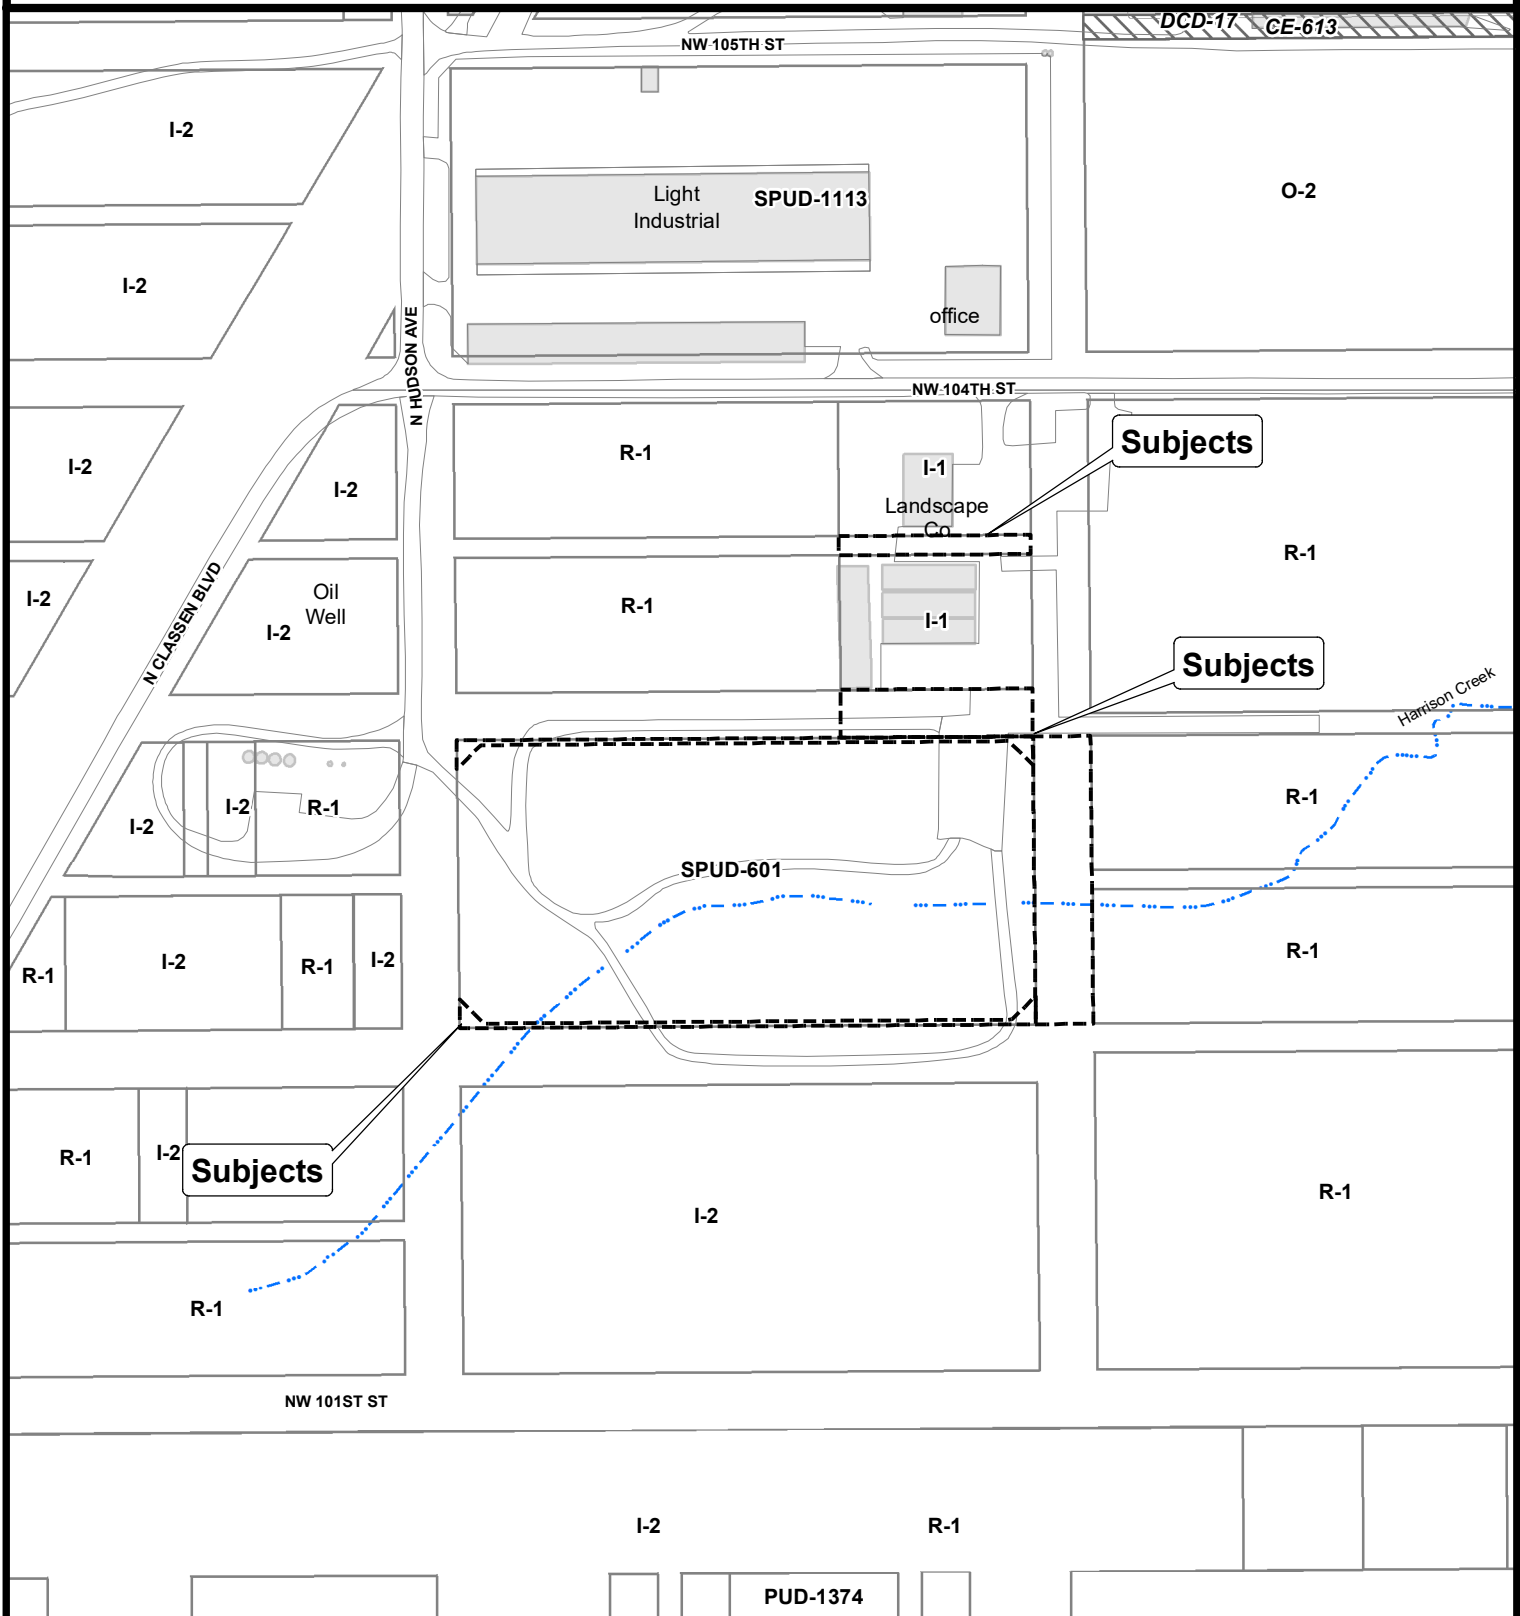 DCD-17
CE-613
NW 105TH ST
I-2
Light
Industrial
SPUD-1113
O-2
I-2
office
N HUDSON AVE
NW 104TH ST
Subjects
R-1
I-1
I-2
I-2
Landscape
Co
R-1
I-2
N CLASSEN BLVD
Oil
Well
I-2
R-1
I-1
Subjects
Harrison Creek
I-2
I-2
R-1
R-1
SPUD-601
R-1
I-2
R-1
I-2
R-1
R-1
I-2
Subjects
I-2
R-1
R-1
NW 101ST ST
I-2
R-1
PUD-1374